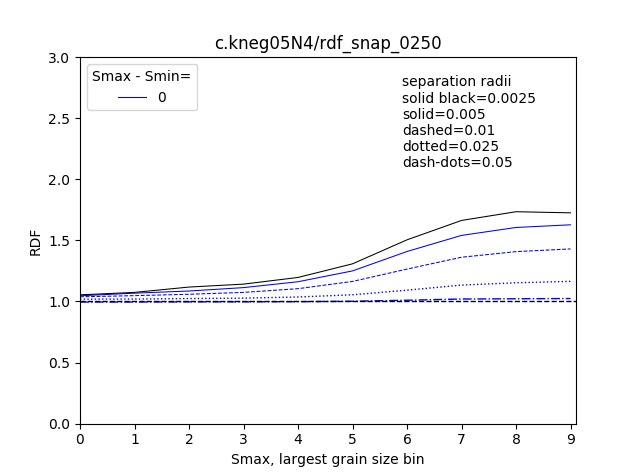 c.kneg05N4/rdf_snap_0250
3.0
2.5
2.0
1.5
1.0
0.5
0.0
RDF
Smax - Smin=
0
separation radii
solid black=0.0025
solid=0.005
dashed=0.01
dotted=0.025
dash-dots=0.05
0 1 2 3 4 5 6 7 8 9
Smax, largest grain size bin